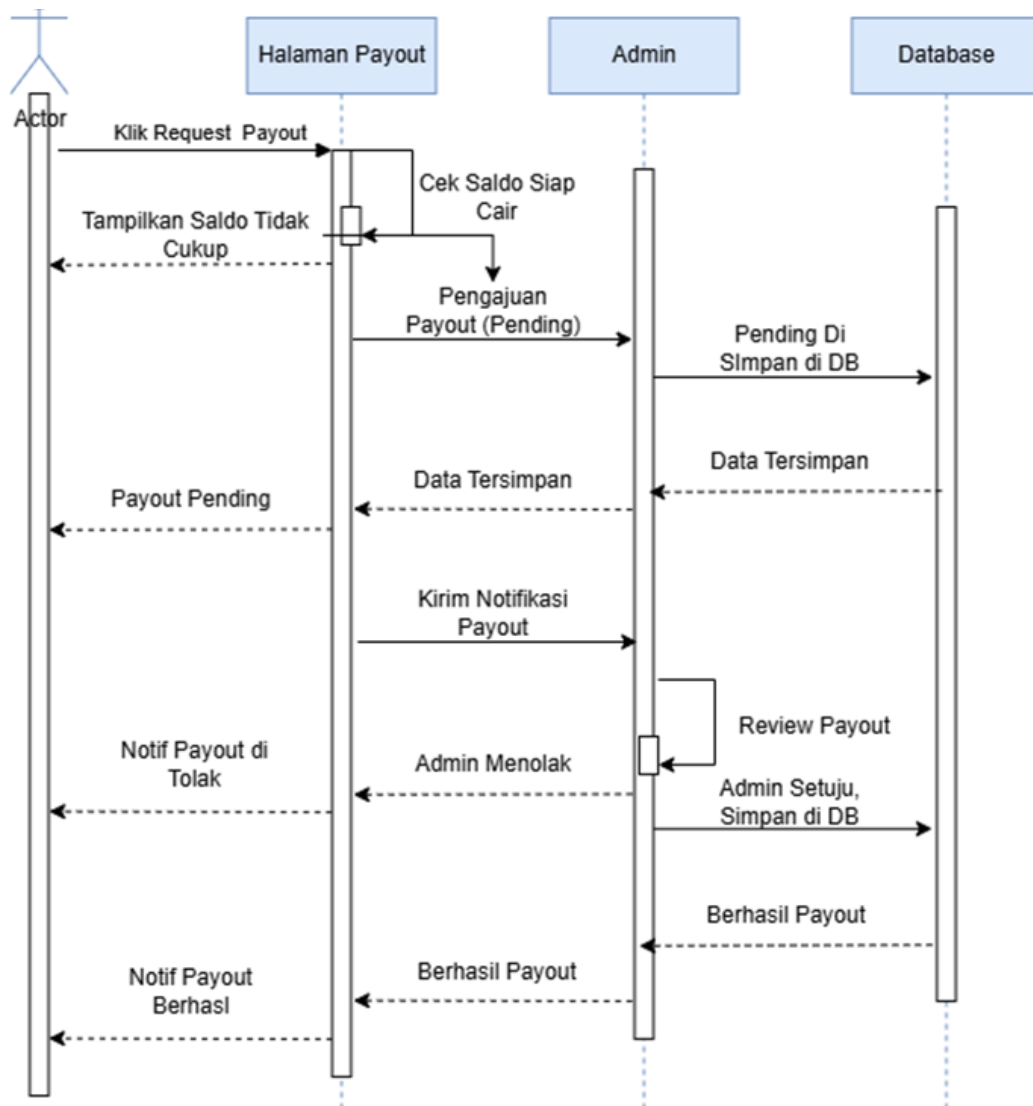 Halaman Payout
Admin
Database
Actor
Klik Request Payout
Cek Saldo Siap
Cair
Tampilkan Saldo Tidak
Cukup
Pengajuan
Payout (Pending)
Pending Di
SImpan di DB
Data Tersimpan
Data Tersimpan
Payout Pending
Kirim Notifikasi
Payout
Review Payout
Notif Payout di
Tolak
Admin Menolak
Admin Setuju,
Simpan di DB
Berhasil Payout
Berhasil Payout
Notif Payout
Berhasl